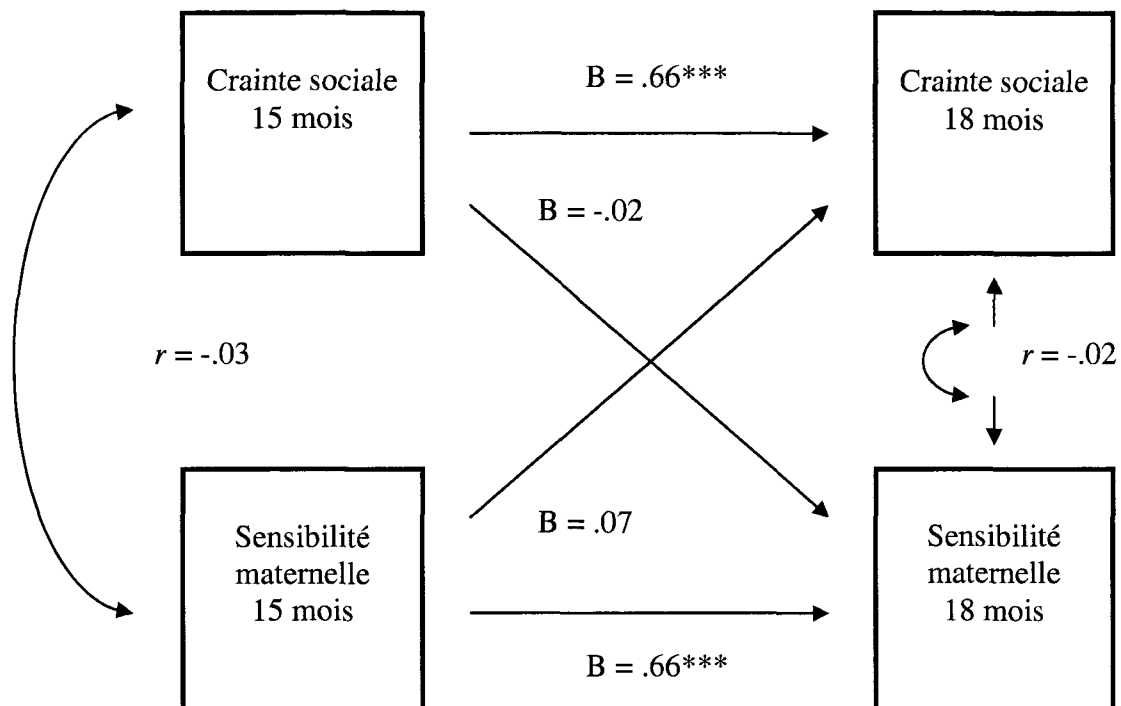 Crainte sociale
15 mois
B = .66***
Crainte sociale
18 mois
B = -.02
r = -.03
r = -.02
B = .07
Sensibilité
maternelle
15 mois
Sensibilité
maternelle
18 mois
B = .66***